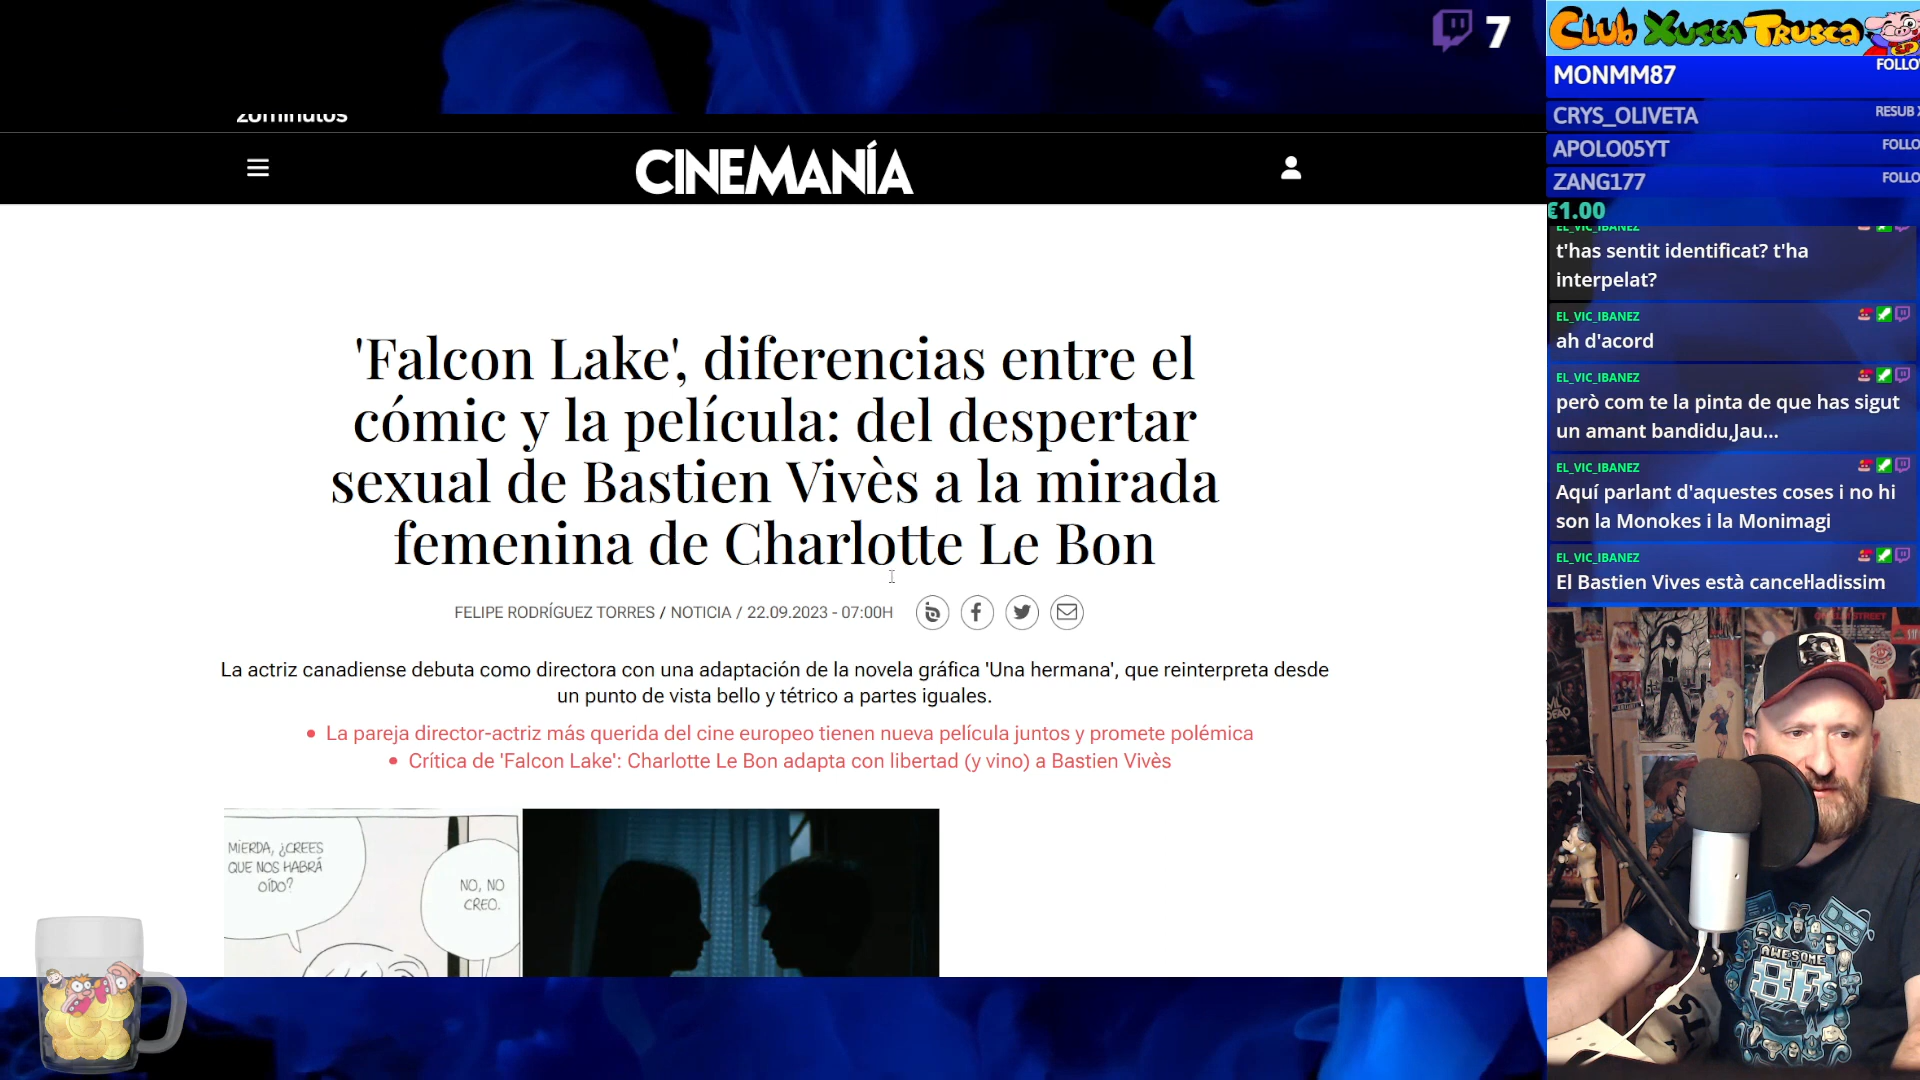 20minutos
CINEMANÍA
7
'Falcon Lake', diferencias entre el
cómic y la película: del despertar
sexual de Bastien Vivès a la mirada
femenina de Charlotte Le Bon
FELIPE RODRÍGUEZ TORRES / NOTICIA / 22.09.2023 - 07:00H
La actriz canadiense debuta como directora con una adaptación de la novela gráfica 'Una hermana', que reinterpreta desde
un punto de vista bello y tétrico a partes iguales.
• La pareja director-actriz más querida del cine europeo tienen nueva película juntos y promete polémica
• Crítica de 'Falcon Lake': Charlotte Le Bon adapta con libertad (y vino) a Bastien Vivès
MIERDA, ¿CREES
QUE NOS HABRÁ
OÍDO?
NO, NO
CREO.
CLUB XUSCA TRUSCA
MONMM87 FOLLO
CRYS_OLIVETA RESUB X
APOLO05YT FOLLO
ZANG177 FOLLO
€1.00
EL_VIC_IBANEZ
t'has sentit identificat? t'ha
interpelat?
EL_VIC_IBANEZ
ah d'acord
EL_VIC_IBANEZ
però com te la pinta de que has sigut
un amant bandidu,Jau...
EL_VIC_IBANEZ
Aquí parlant d'aquestes coses i no hi
son la Monokes i la Monimagi
EL_VIC_IBANEZ
El Bastien Vives està cancel·ladissim
AWESOME
80's